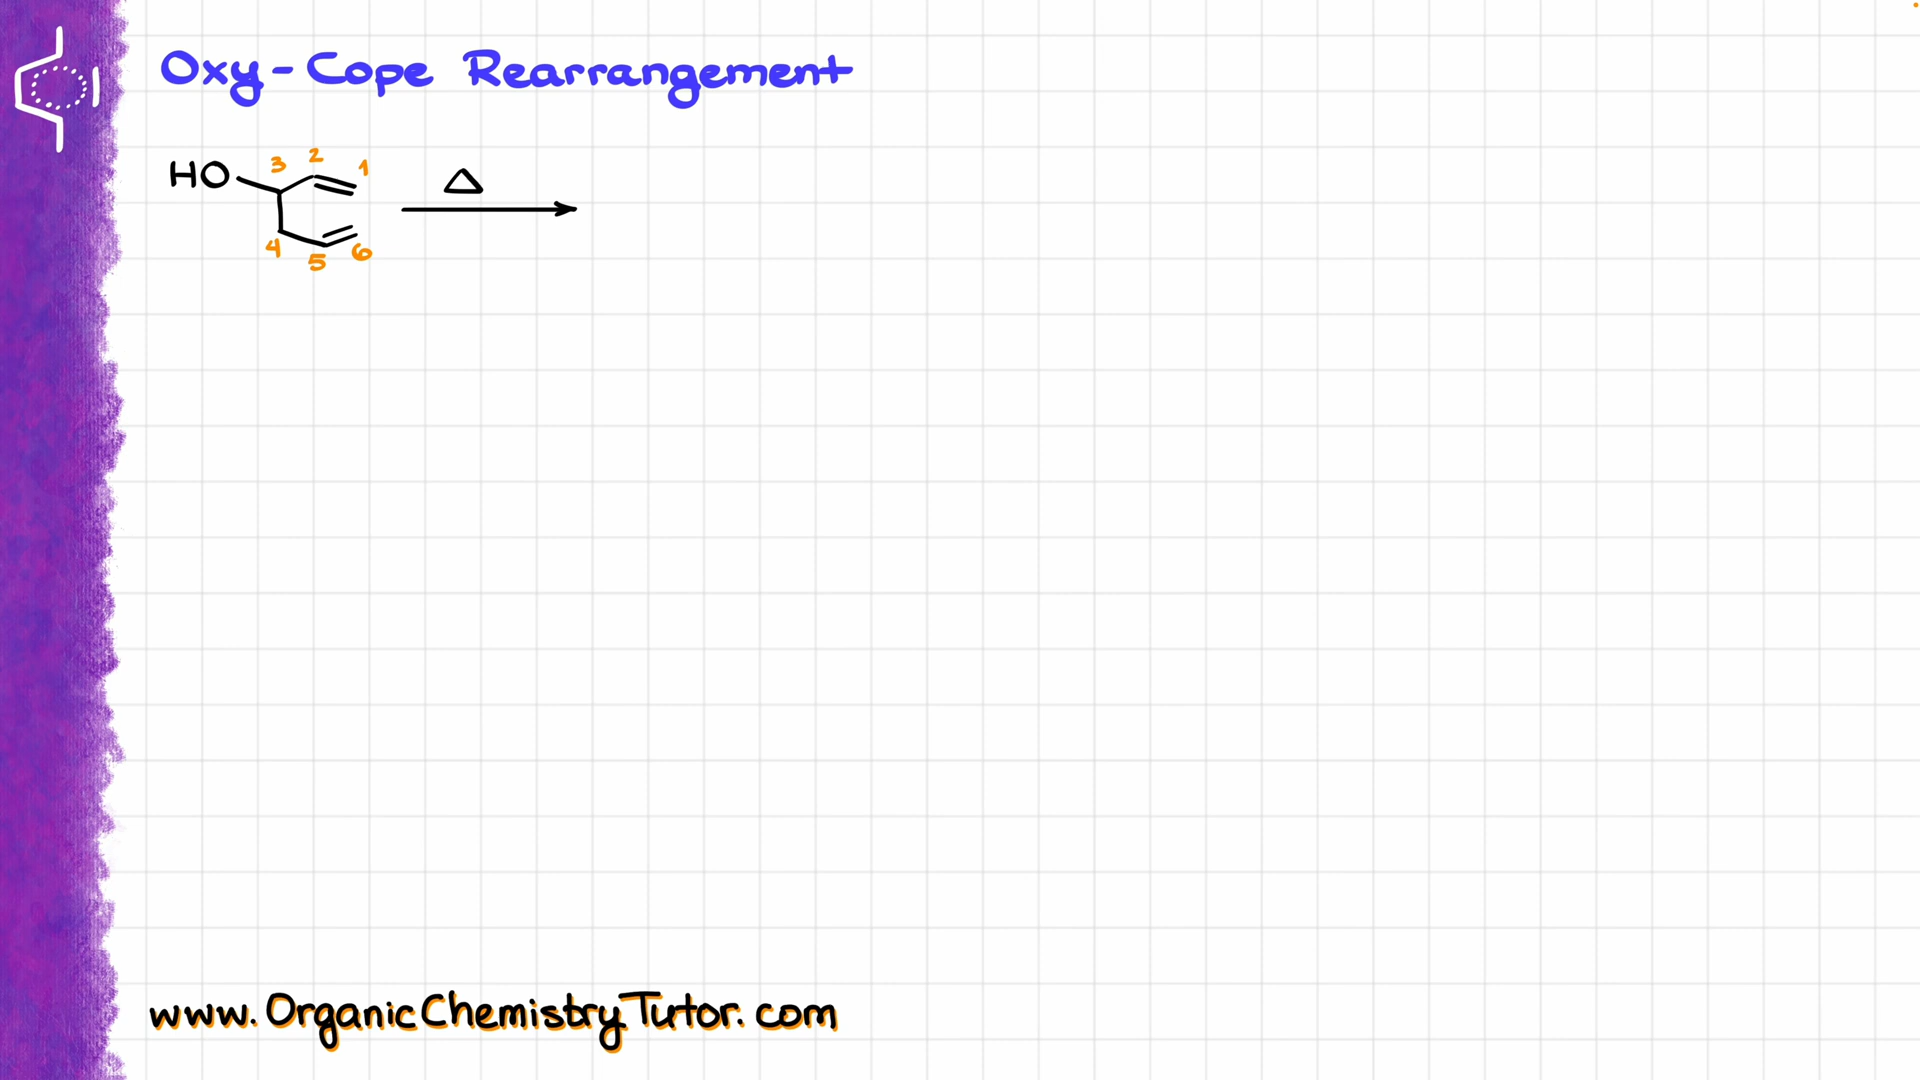 Oxy-Cope Rearrangement
HO 3 2 1 Δ
4 5 6
www.OrganicChemistryTutor.com